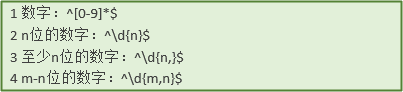 1 数字：^[0-9]*$
2 n位的数字：^\d{n}$
3 至少n位的数字：^\d{n,}$
4 m-n位的数字：^\d{m,n}$